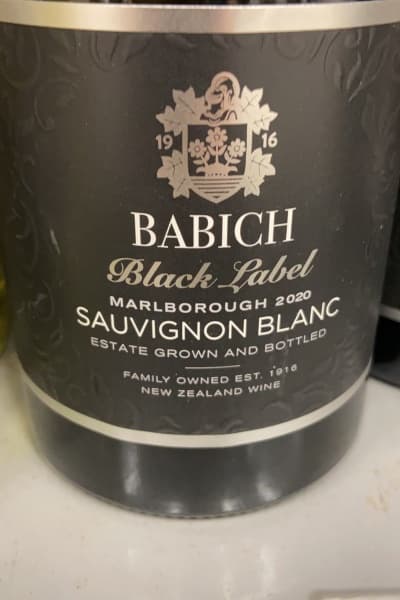 19 16
BABICH
Black Label
MARLBOROUGH 2020
SAUVIGNON BLANC
ESTATE GROWN AND BOTTLED
FAMILY OWNED EST. 1916
NEW ZEALAND WINE